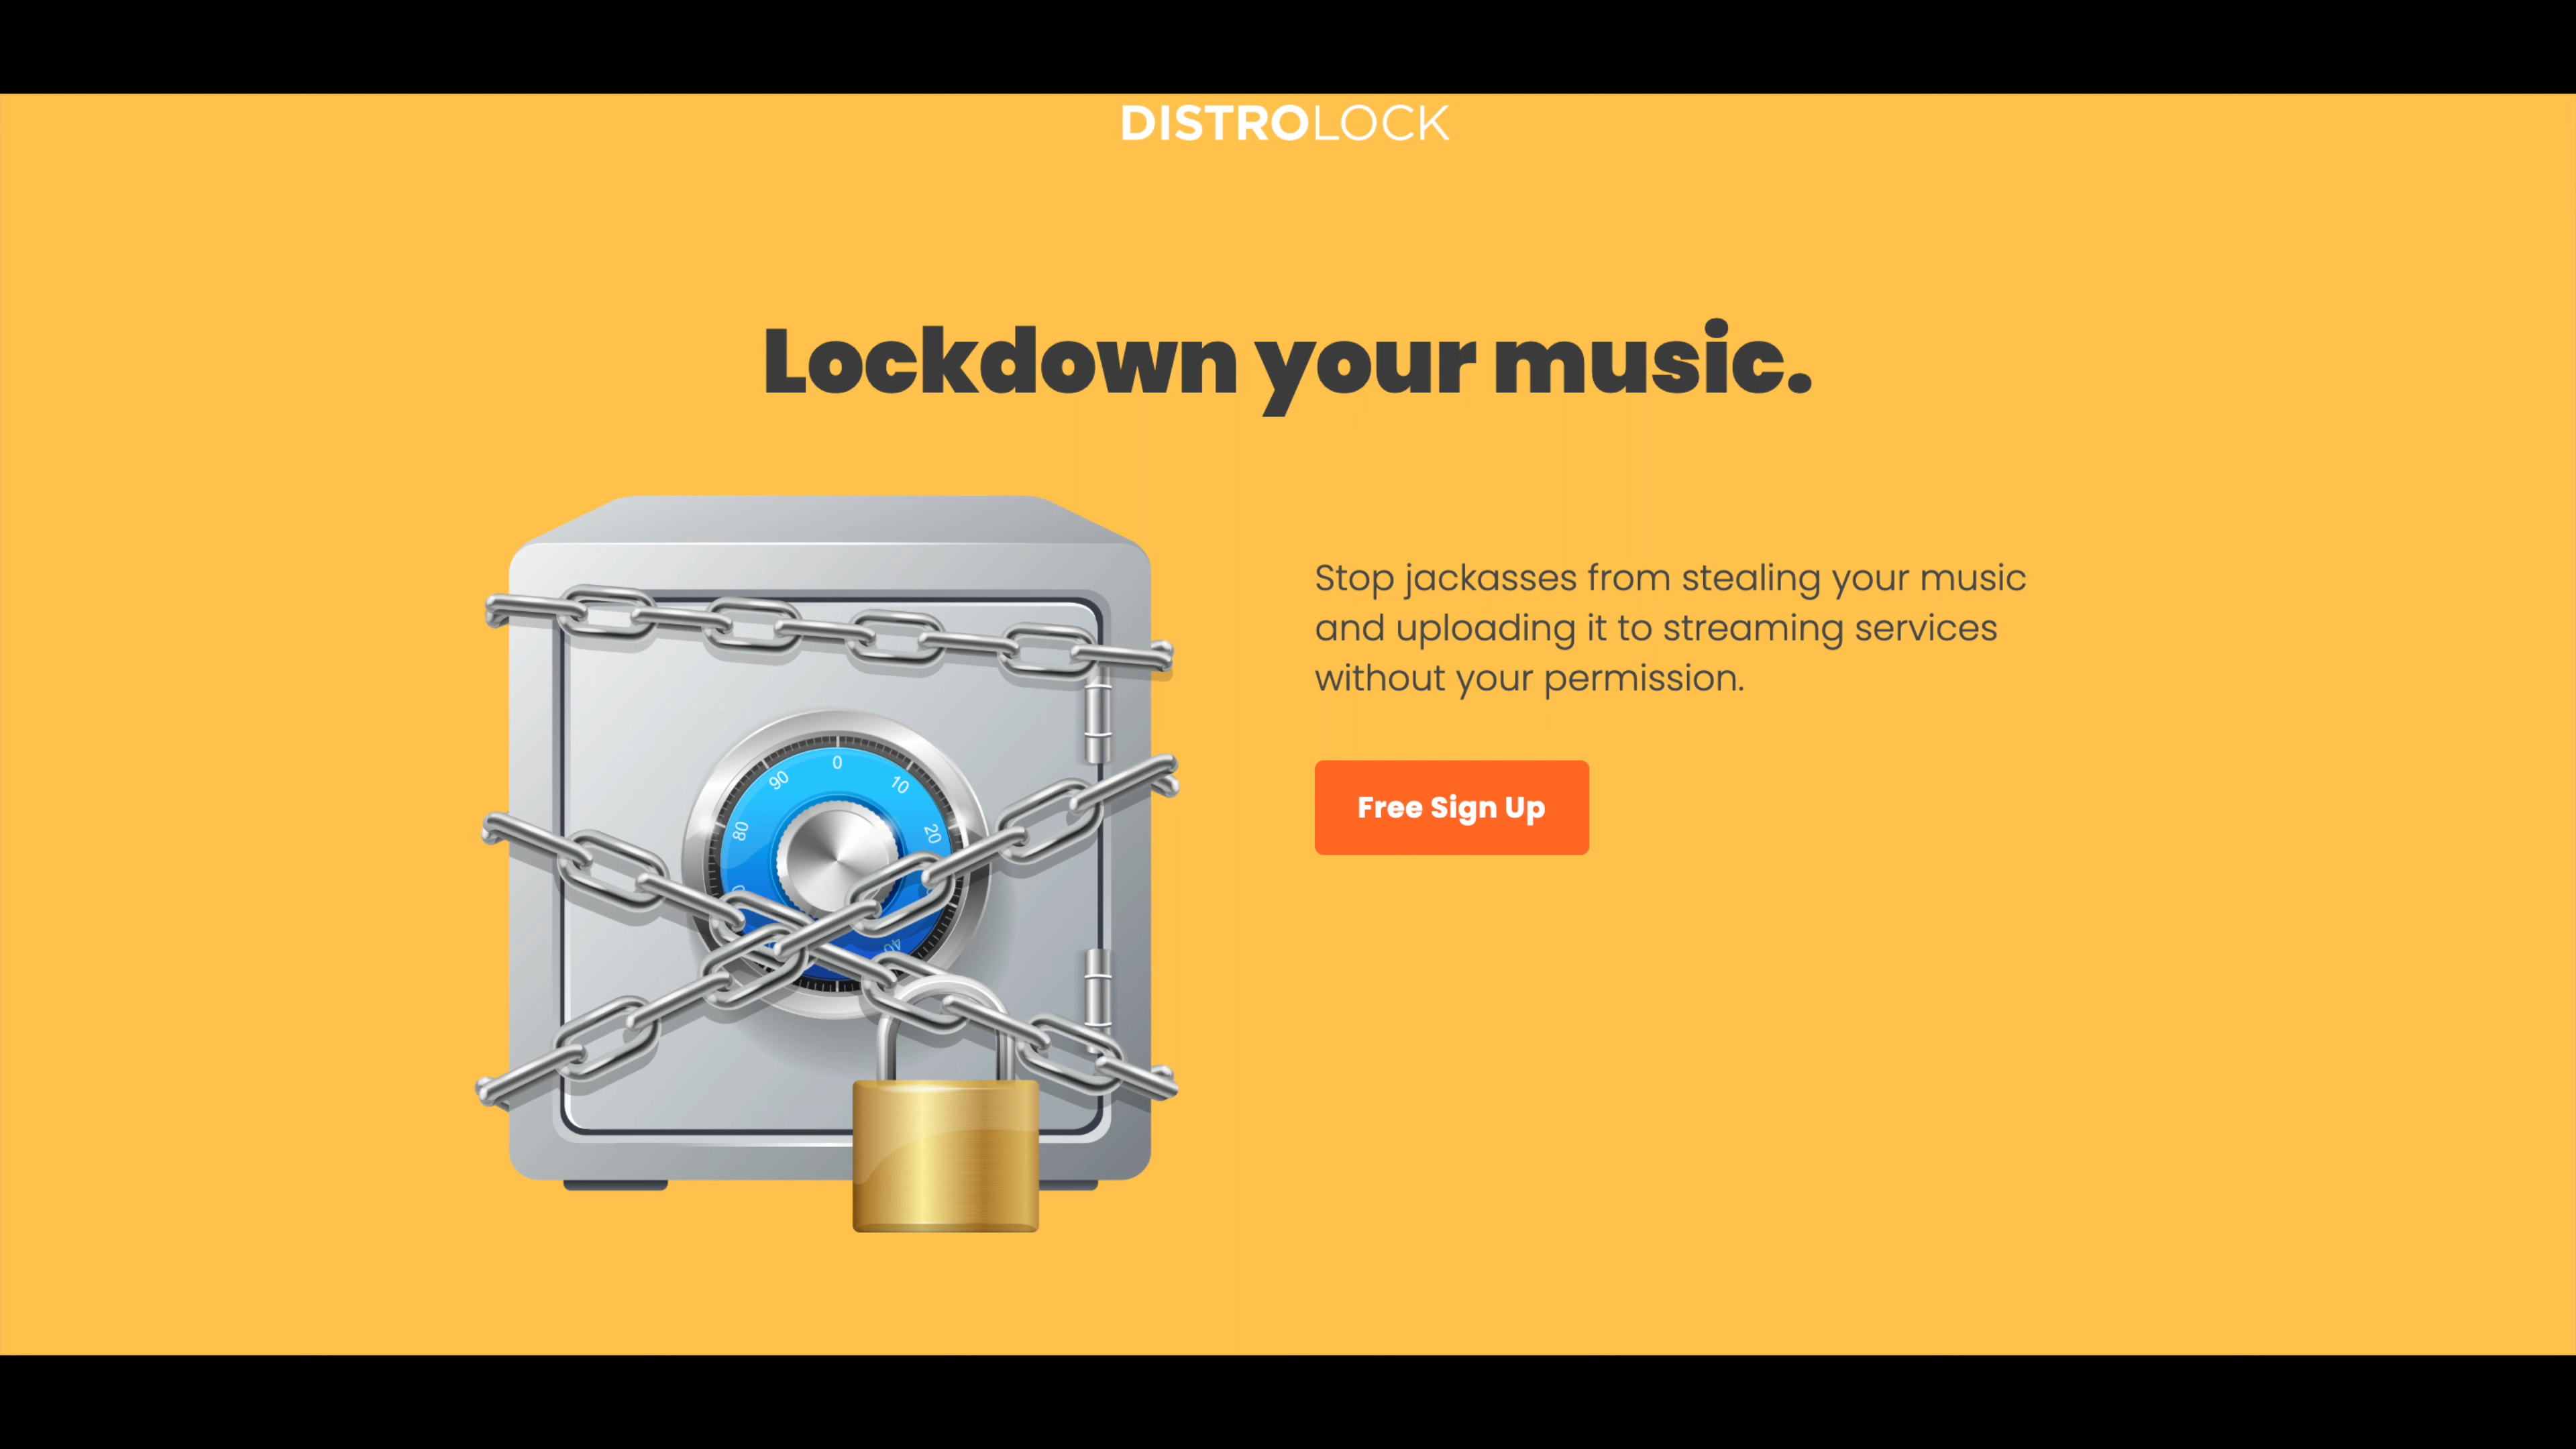 DISTROLOCK
Lockdown your music.
Stop jackasses from stealing your music
and uploading it to streaming services
without your permission.
Free Sign Up
0
10
20
40
80
90